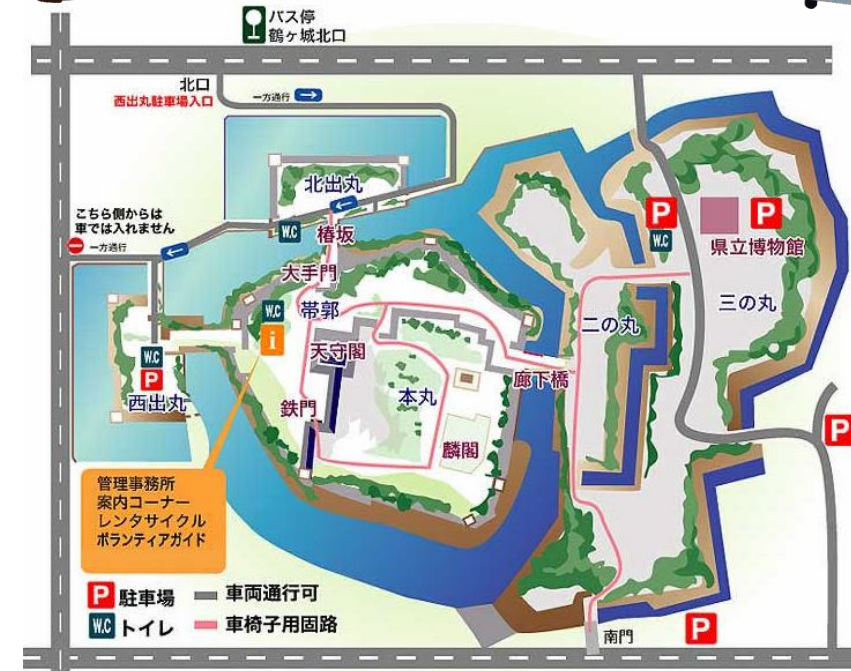 バス停
鶴ヶ城北口
北口
西出丸駐車場入口
一方通行
北出丸
こちら側からは
車では入れません
一方通行
W.C
椿坂
P
P
W.C
県立博物館
大手門
W.C
帯郭
i
二の丸
三の丸
天守閣
W.C
P
廊下橋
西出丸
鉄門
本丸
P
麟閣
管理事務所
案内コーナー
レンタサイクル
ボランティアガイド
P 駐車場
車両通行可
W.C トイレ
車椅子用固路
南門
P